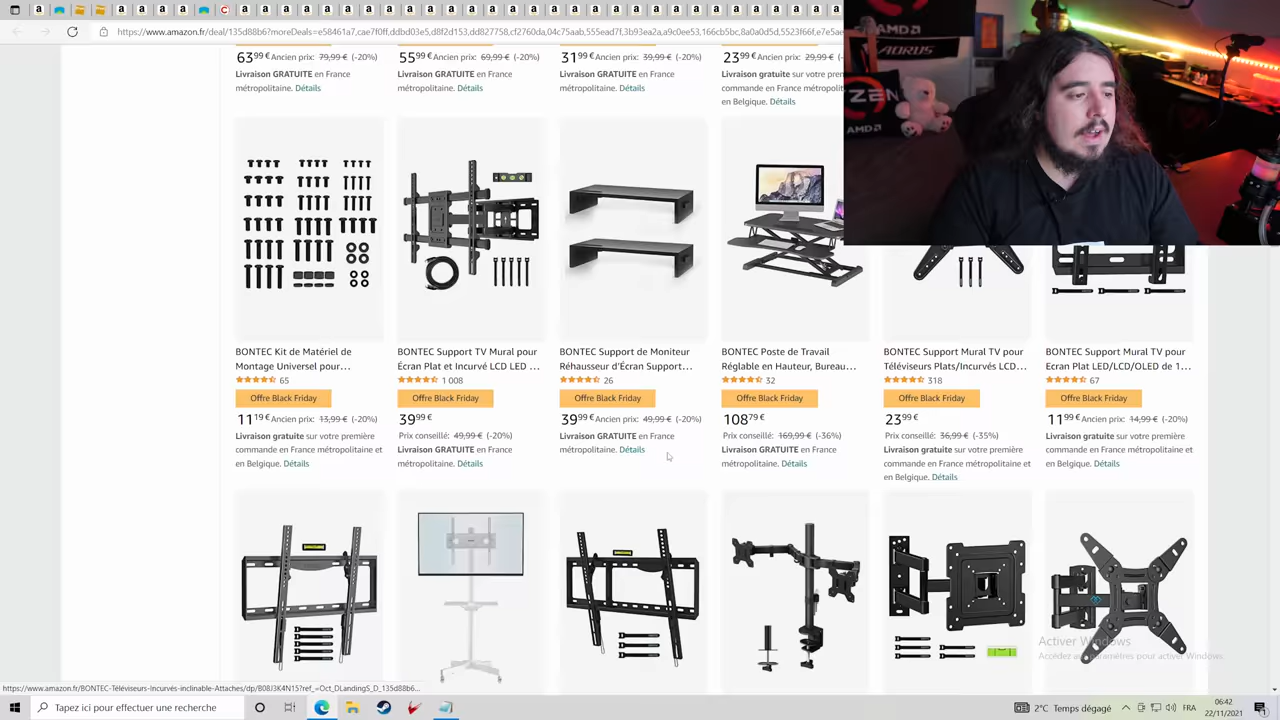 https://www.amazon.fr/deal/135d88b6?moreDeals=e58461a7,cae7f0ff,ddbd03e5,d8f2d153,dd827758,cf2760da,04c75aab,555ead7f,3b93ea2a,a9c0ee53,166cb5bc,8a0a0d5d,5523f66f,e7e5ae
AORUS
ZEN
AMD
AMD
63,99 € Ancien prix: 79,99 € (-20%)
55,99 € Ancien prix: 69,99 € (-20%)
31,99 € Ancien prix: 39,99 € (-20%)
23,99 € Ancien prix: 29,99 €
Livraison GRATUITE en France
métropolitaine. Détails
Livraison GRATUITE en France
métropolitaine. Détails
Livraison GRATUITE en France
métropolitaine. Détails
Livraison gratuite sur votre première
commande en France métropolit
en Belgique. Détails
BONTEC Kit de Matériel de
Montage Universel pour…
65
Offre Black Friday
11,19 € Ancien prix: 13,99 € (-20%)
Livraison gratuite sur votre première
commande en France métropolitaine et
en Belgique. Détails
BONTEC Support TV Mural pour
Écran Plat et Incurvé LCD LED …
1 008
Offre Black Friday
39,99 €
Prix conseillé: 49,99 € (-20%)
Livraison GRATUITE en France
métropolitaine. Détails
BONTEC Support de Moniteur
Réhausseur d'Écran Support…
26
Offre Black Friday
39,99 € Ancien prix: 49,99 € (-20%)
Livraison GRATUITE en France
métropolitaine. Détails
BONTEC Poste de Travail
Réglable en Hauteur, Bureau…
32
Offre Black Friday
108,79 €
Prix conseillé: 169,99 € (-36%)
Livraison GRATUITE en France
métropolitaine. Détails
BONTEC Support Mural TV pour
Téléviseurs Plats/Incurvés LCD…
318
Offre Black Friday
23,99 €
Prix conseillé: 36,99 € (-35%)
Livraison gratuite sur votre première
commande en France métropolitaine et
en Belgique. Détails
BONTEC Support Mural TV pour
Ecran Plat LED/LCD/OLED de 1…
67
Offre Black Friday
11,99 € Ancien prix: 14,99 € (-20%)
Livraison gratuite sur votre première
commande en France métropolitaine et
en Belgique. Détails
Activer Windows
Accédez aux paramètres pour activer Windows
https://www.amazon.fr/BONTEC-Téléviseurs-Incurvés-inclinable-Attaches/dp/B08J3K4N15?ref_=Oct_DLandingS_D_135d88b6...
Tapez ici pour effectuer une recherche
2°C Temps dégagé
FRA
06:42
22/11/2021